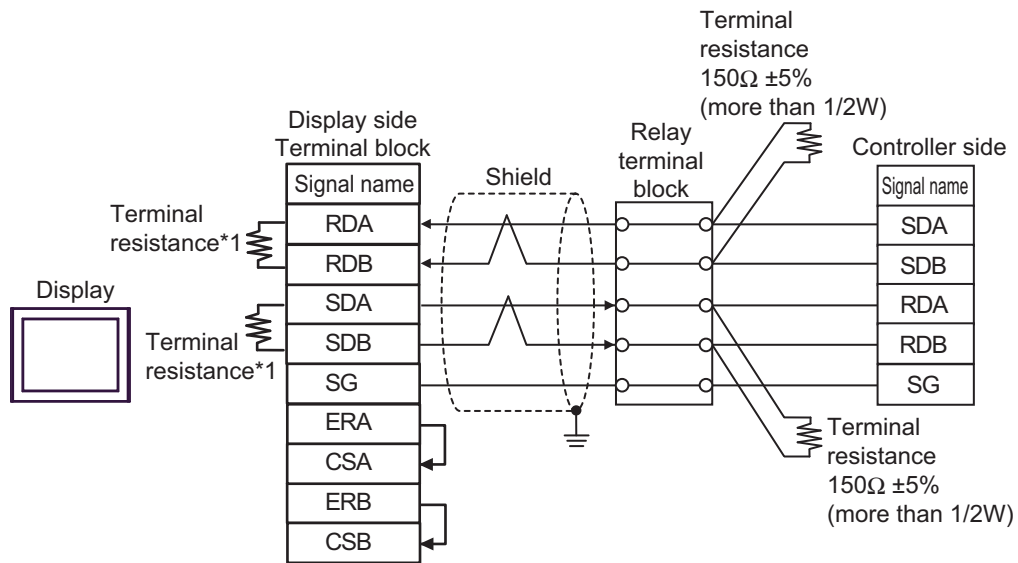 Terminal
resistance
150Ω ±5%
(more than 1/2W)
Display side
Terminal block
Relay
terminal
block
Controller side
Signal name
Shield
Signal name
Terminal
resistance*1
RDA
SDA
RDB
SDB
Display
SDA
RDA
Terminal
resistance*1
SDB
RDB
SG
SG
ERA
CSA
ERB
CSB
Terminal
resistance
150Ω ±5%
(more than 1/2W)